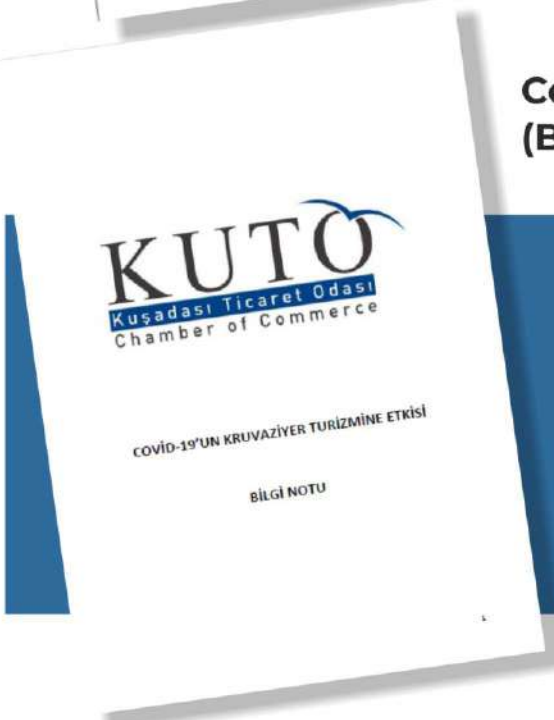 KUTO
Kuşadası Ticaret Odası
Chamber of Commerce
COVİD-19'UN KRUVAZİYER TURİZMİNE ETKİSİ
BİLGİ NOTU
1